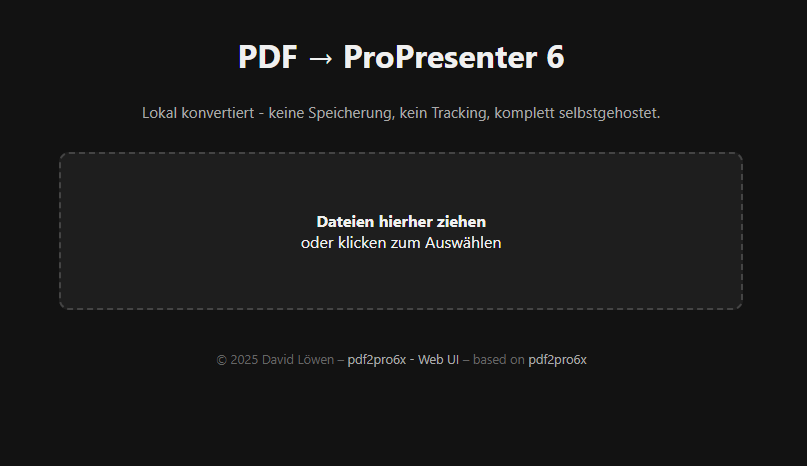 PDF → ProPresenter 6
Lokal konvertiert - keine Speicherung, kein Tracking, komplett selbstgehostet.
Dateien hierher ziehen
oder klicken zum Auswählen
© 2025 David Löwen – pdf2pro6x - Web UI – based on pdf2pro6x